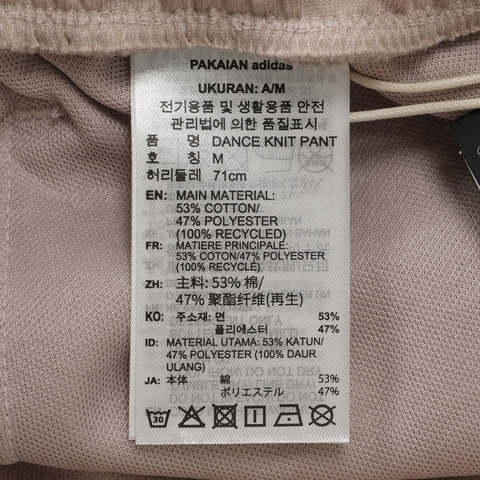 PAKAIAN adidas
UKURAN: A/M
전기용품 및 생활용품 안전
관리법에 의한 품질표시
품 명 DANCE KNIT PANT
호 칭 M
허리둘레 71cm
EN: MAIN MATERIAL:
53% COTTON/
47% POLYESTER
(100% RECYCLED)
FR: MATIERE PRINCIPALE:
53% COTON/47% POLYESTER
(100% RECYCLÉ)
ZH: 主料: 53% 棉/
47% 聚酯纤维(再生)
KO: 주소재: 면 53%
폴리에스터 47%
ID: MATERIAL UTAMA: 53% KATUN/
47% POLYESTER (100% DAUR
ULANG)
JA: 本体 綿 53%
ポリエステル 47%
30